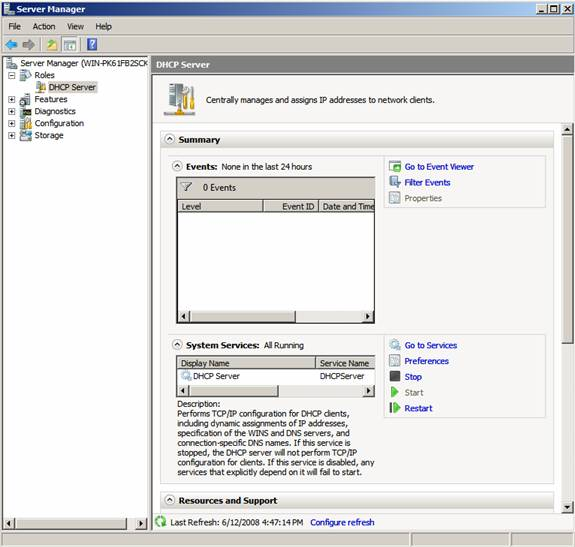 Server Manager
File Action View Help
Server Manager (WIN-PK61FB2SCK
Roles
DHCP Server
Features
Diagnostics
Configuration
Storage
DHCP Server
Centrally manages and assigns IP addresses to network clients.
Summary
Events: None in the last 24 hours
0 Events
Level Event ID Date and Time
Go to Event Viewer
Filter Events
Properties
System Services: All Running
Display Name Service Name
DHCP Server DHCPServer
Description:
Performs TCP/IP configuration for DHCP clients,
including dynamic assignments of IP addresses,
specification of the WINS and DNS servers, and
connection-specific DNS names. If this service is
stopped, the DHCP server will not perform TCP/IP
configuration for clients. If this service is disabled, any
services that explicitly depend on it will fail to start.
Go to Services
Preferences
Stop
Start
Restart
Resources and Support
Last Refresh: 6/12/2008 4:47:14 PM Configure refresh